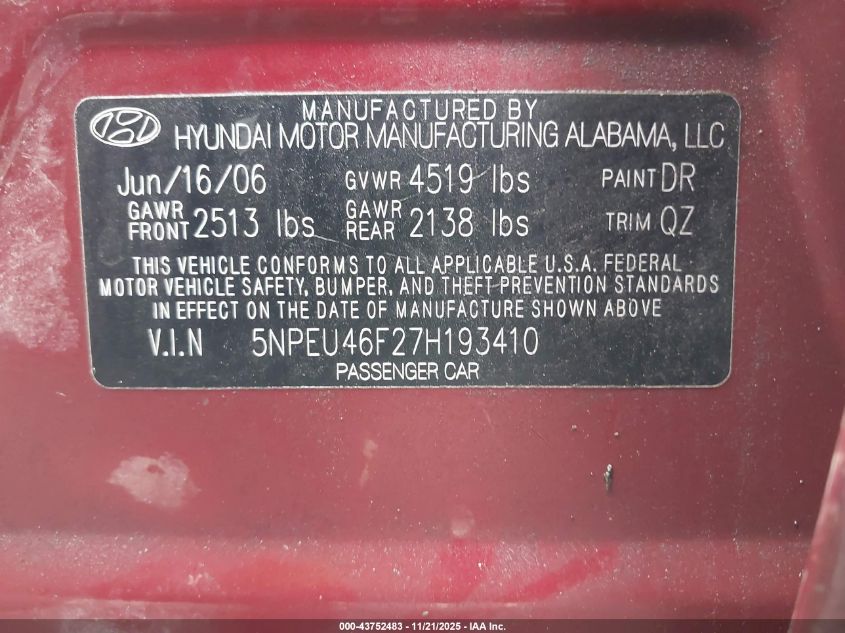 MANUFACTURED BY
HYUNDAI MOTOR MANUFACTURING ALABAMA, LLC
Jun/16/06 GVWR 4519 lbs PAINT DR
GAWR FRONT 2513 lbs GAWR REAR 2138 lbs TRIM QZ
THIS VEHICLE CONFORMS TO ALL APPLICABLE U.S.A. FEDERAL
MOTOR VEHICLE SAFETY, BUMPER, AND THEFT PREVENTION STANDARDS
IN EFFECT ON THE DATE OF MANUFACTURE SHOWN ABOVE
V.I.N 5NPEU46F27H193410
PASSENGER CAR
000-43752483 - 11/21/2025 - IAA Inc.